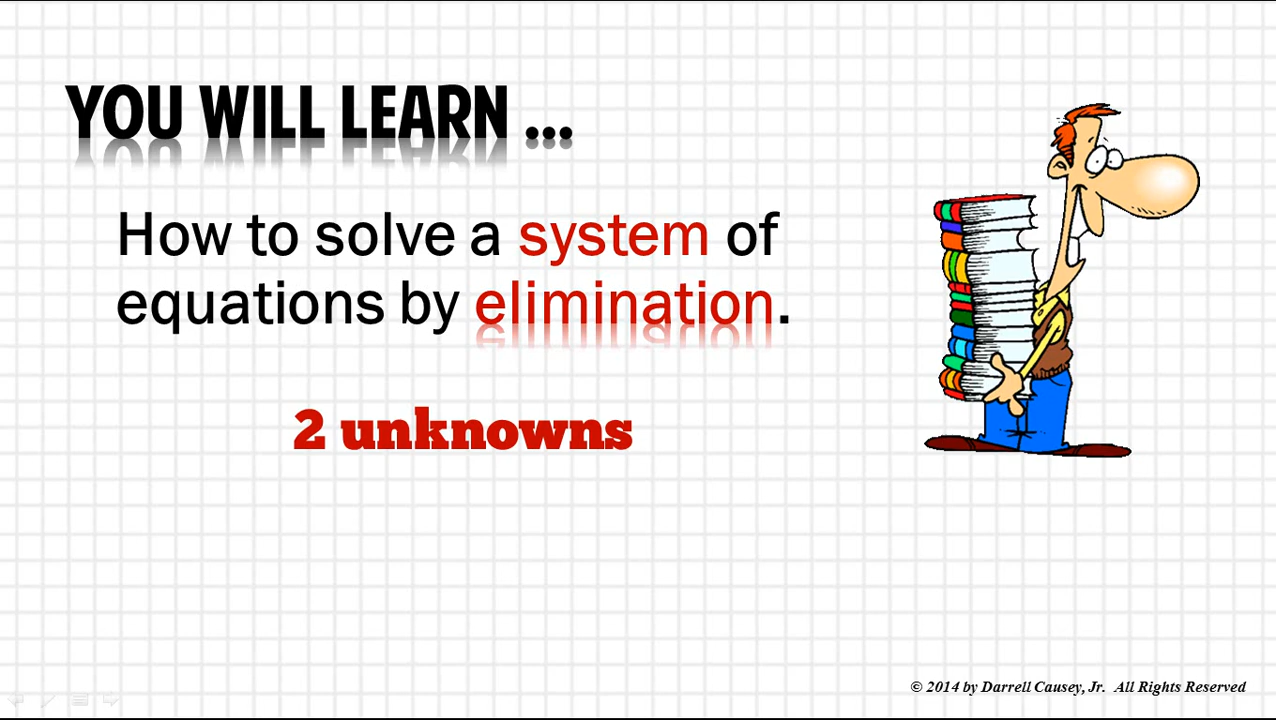 YOU WILL LEARN ...
How to solve a system of
equations by elimination.
2 unknowns
© 2014 by Darrell Causey, Jr. All Rights Reserved